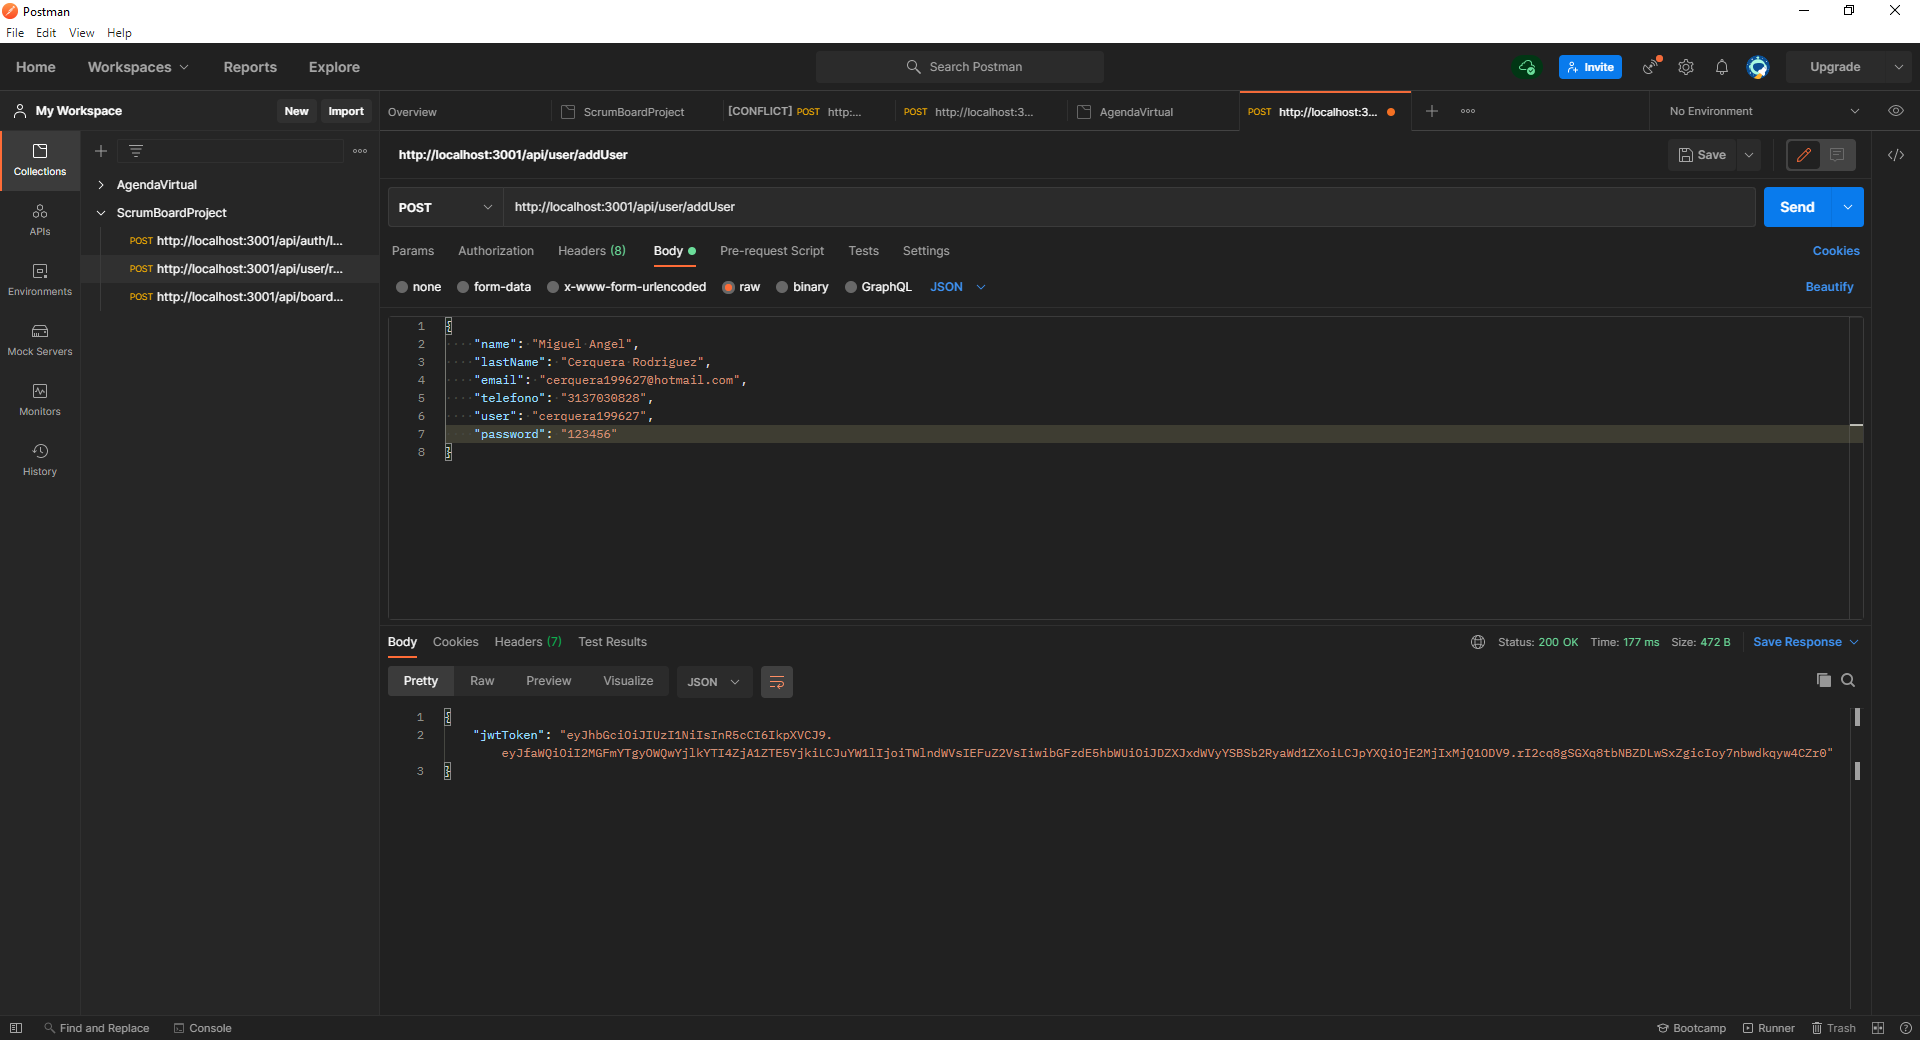 Postman
File Edit View Help
Home Workspaces Reports Explore Search Postman Invite Upgrade
My Workspace New Import
Overview ScrumBoardProject [CONFLICT] POST http:... POST http://localhost:3... AgendaVirtual POST http://localhost:3... No Environment
Collections
APIs
Environments
Mock Servers
Monitors
History
AgendaVirtual
ScrumBoardProject
POST http://localhost:3001/api/auth/l...
POST http://localhost:3001/api/user/r...
POST http://localhost:3001/api/board...
http://localhost:3001/api/user/addUser Save
POST http://localhost:3001/api/user/addUser Send
Params Authorization Headers (8) Body Pre-request Script Tests Settings Cookies
none form-data x-www-form-urlencoded raw binary GraphQL JSON Beautify
1 {
2 "name": "Miguel Angel",
3 "lastName": "Cerquera Rodriguez",
4 "email": "cerquera199627@hotmail.com",
5 "telefono": "3137030828",
6 "user": "cerquera199627",
7 "password": "123456"
8 }
Body Cookies Headers (7) Test Results Status: 200 OK Time: 177 ms Size: 472 B Save Response
Pretty Raw Preview Visualize JSON
1 {
2 "jwtToken": "eyJhbGciOiJIUzI1NiIsInR5cCI6IkpXVCJ9.
eyJfaWQiOiI2MGFmYTgyOWQwYjlkYTI4ZjA1ZTE5YjkiLCJuYW1lIjoiTWlndWVsIEFuZ2VsIiwibGFzdE5hbWUiOiJDZXJxdWVyYSBSb2RyaWd1ZXoiLCJpYXQiOjE2MjIxMjQ1ODV9.rI2cq8gSGXq8tbNBZDLwSxZgicIoy7nbwdkqyw4CZr0"
3 }
Find and Replace Console Bootcamp Runner Trash